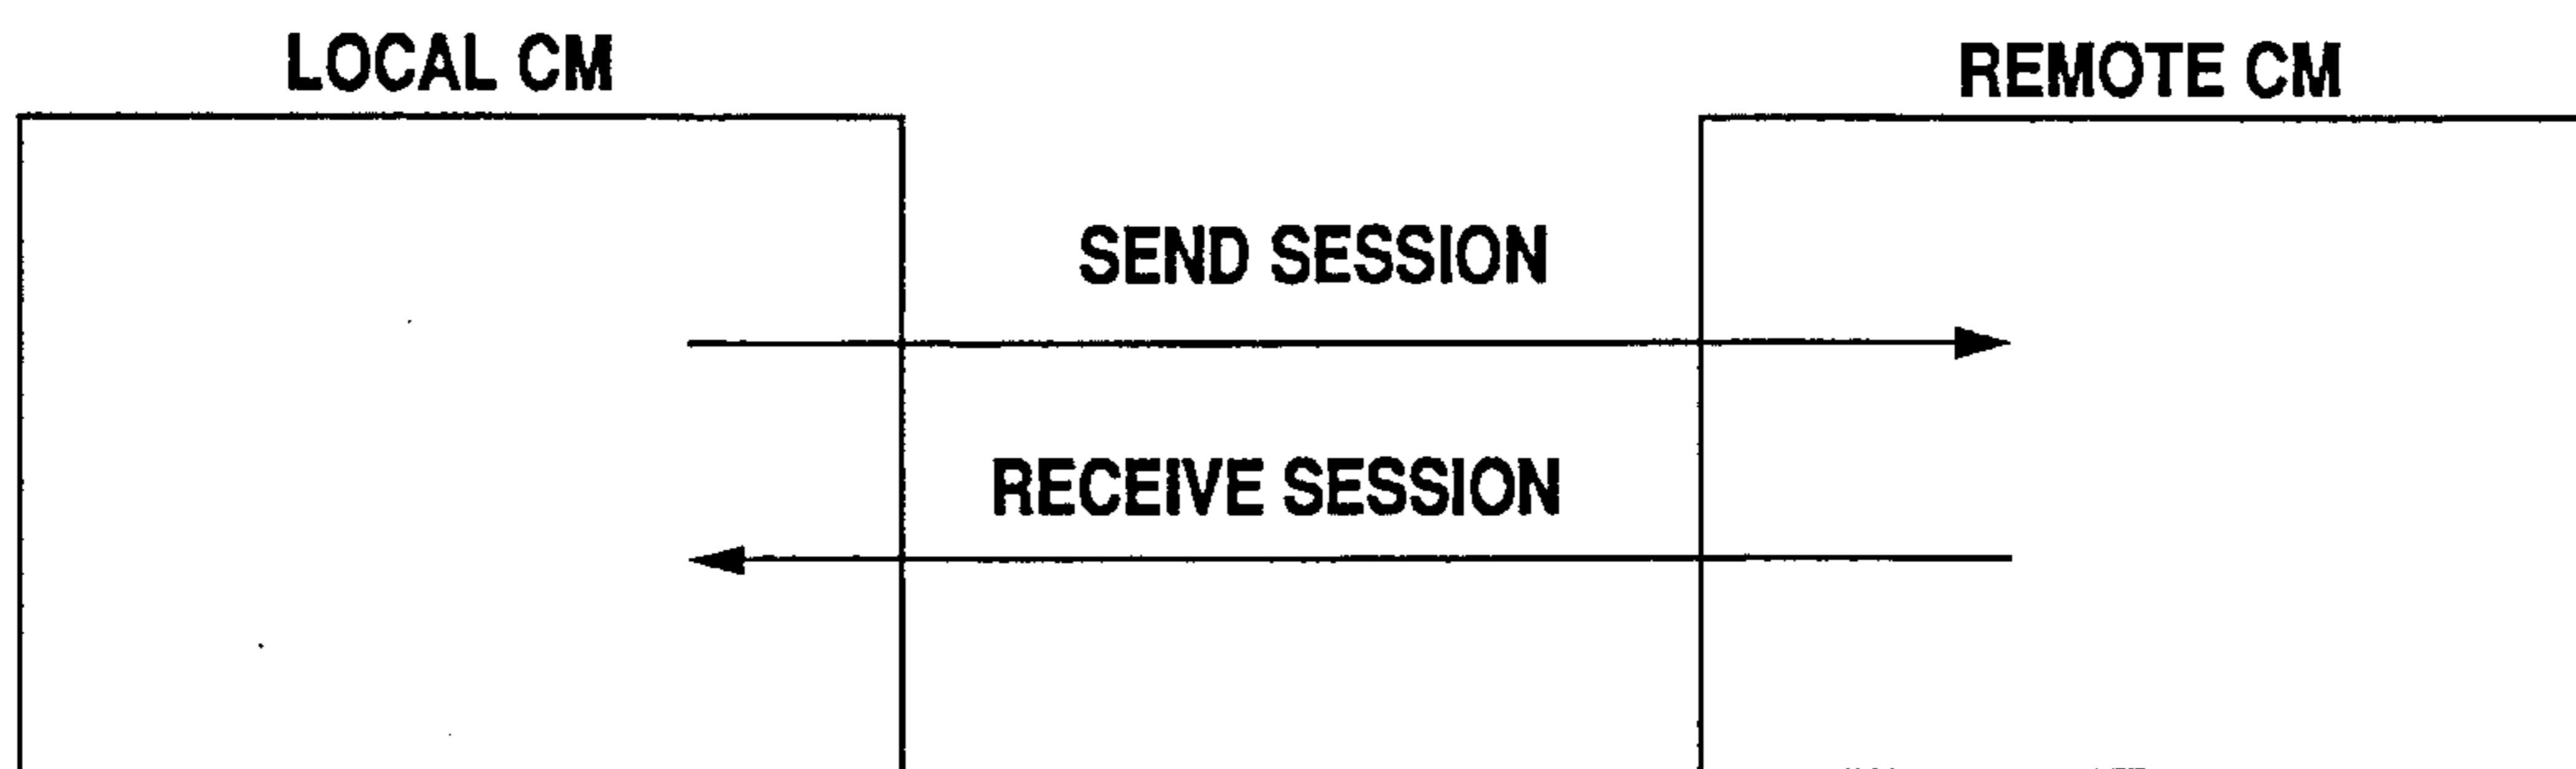 LOCAL CM
REMOTE CM
SEND SESSION
RECEIVE SESSION